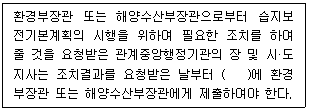 환경부장관 또는 해양수산부장관으로부터 습지보
전기본계획의 시행을 위하며 필요한 조치를 하며
줄 것을 요청받은 관계중앙행정기관의 장 및 시·도
지사는 조치결과를 요청받은 날부터 (   )에 환경
부장관 또는 해양수산부장관에게 제출하여야 한다.